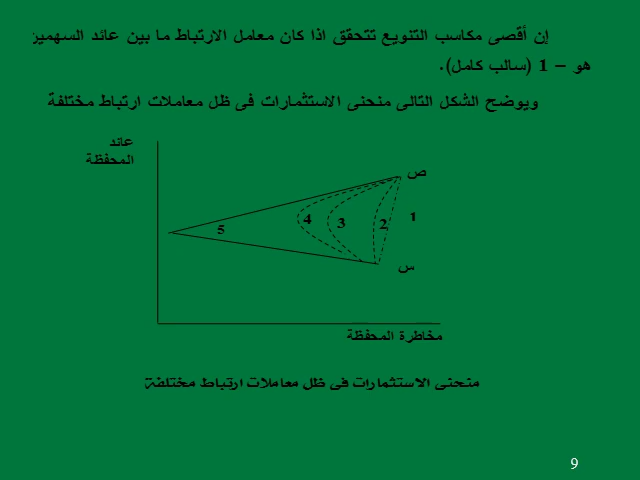 إن أقصى مكاسب التنويع تتحقق اذا كان معامل الارتباط ما بين عائد السهمين
هو – 1 (سالب كامل).
ويوضح الشكل التالى منحنى الاستثمارات فى ظل معاملات ارتباط مختلفة
عائد
المحفظة
ص
5
4
3
2
1
س
مخاطرة المحفظة
منحنى الاستثمارات فى ظل معاملات ارتباط مختلفة
9